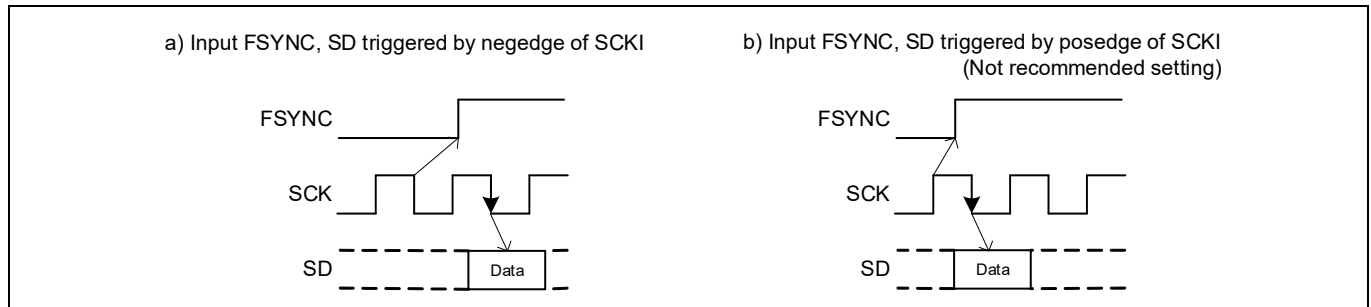 a) Input FSYNC, SD triggered by negedge of SCKI
FSYNC
SCK
SD
Data
b) Input FSYNC, SD triggered by posedge of SCKI
(Not recommended setting)
FSYNC
SCK
SD
Data